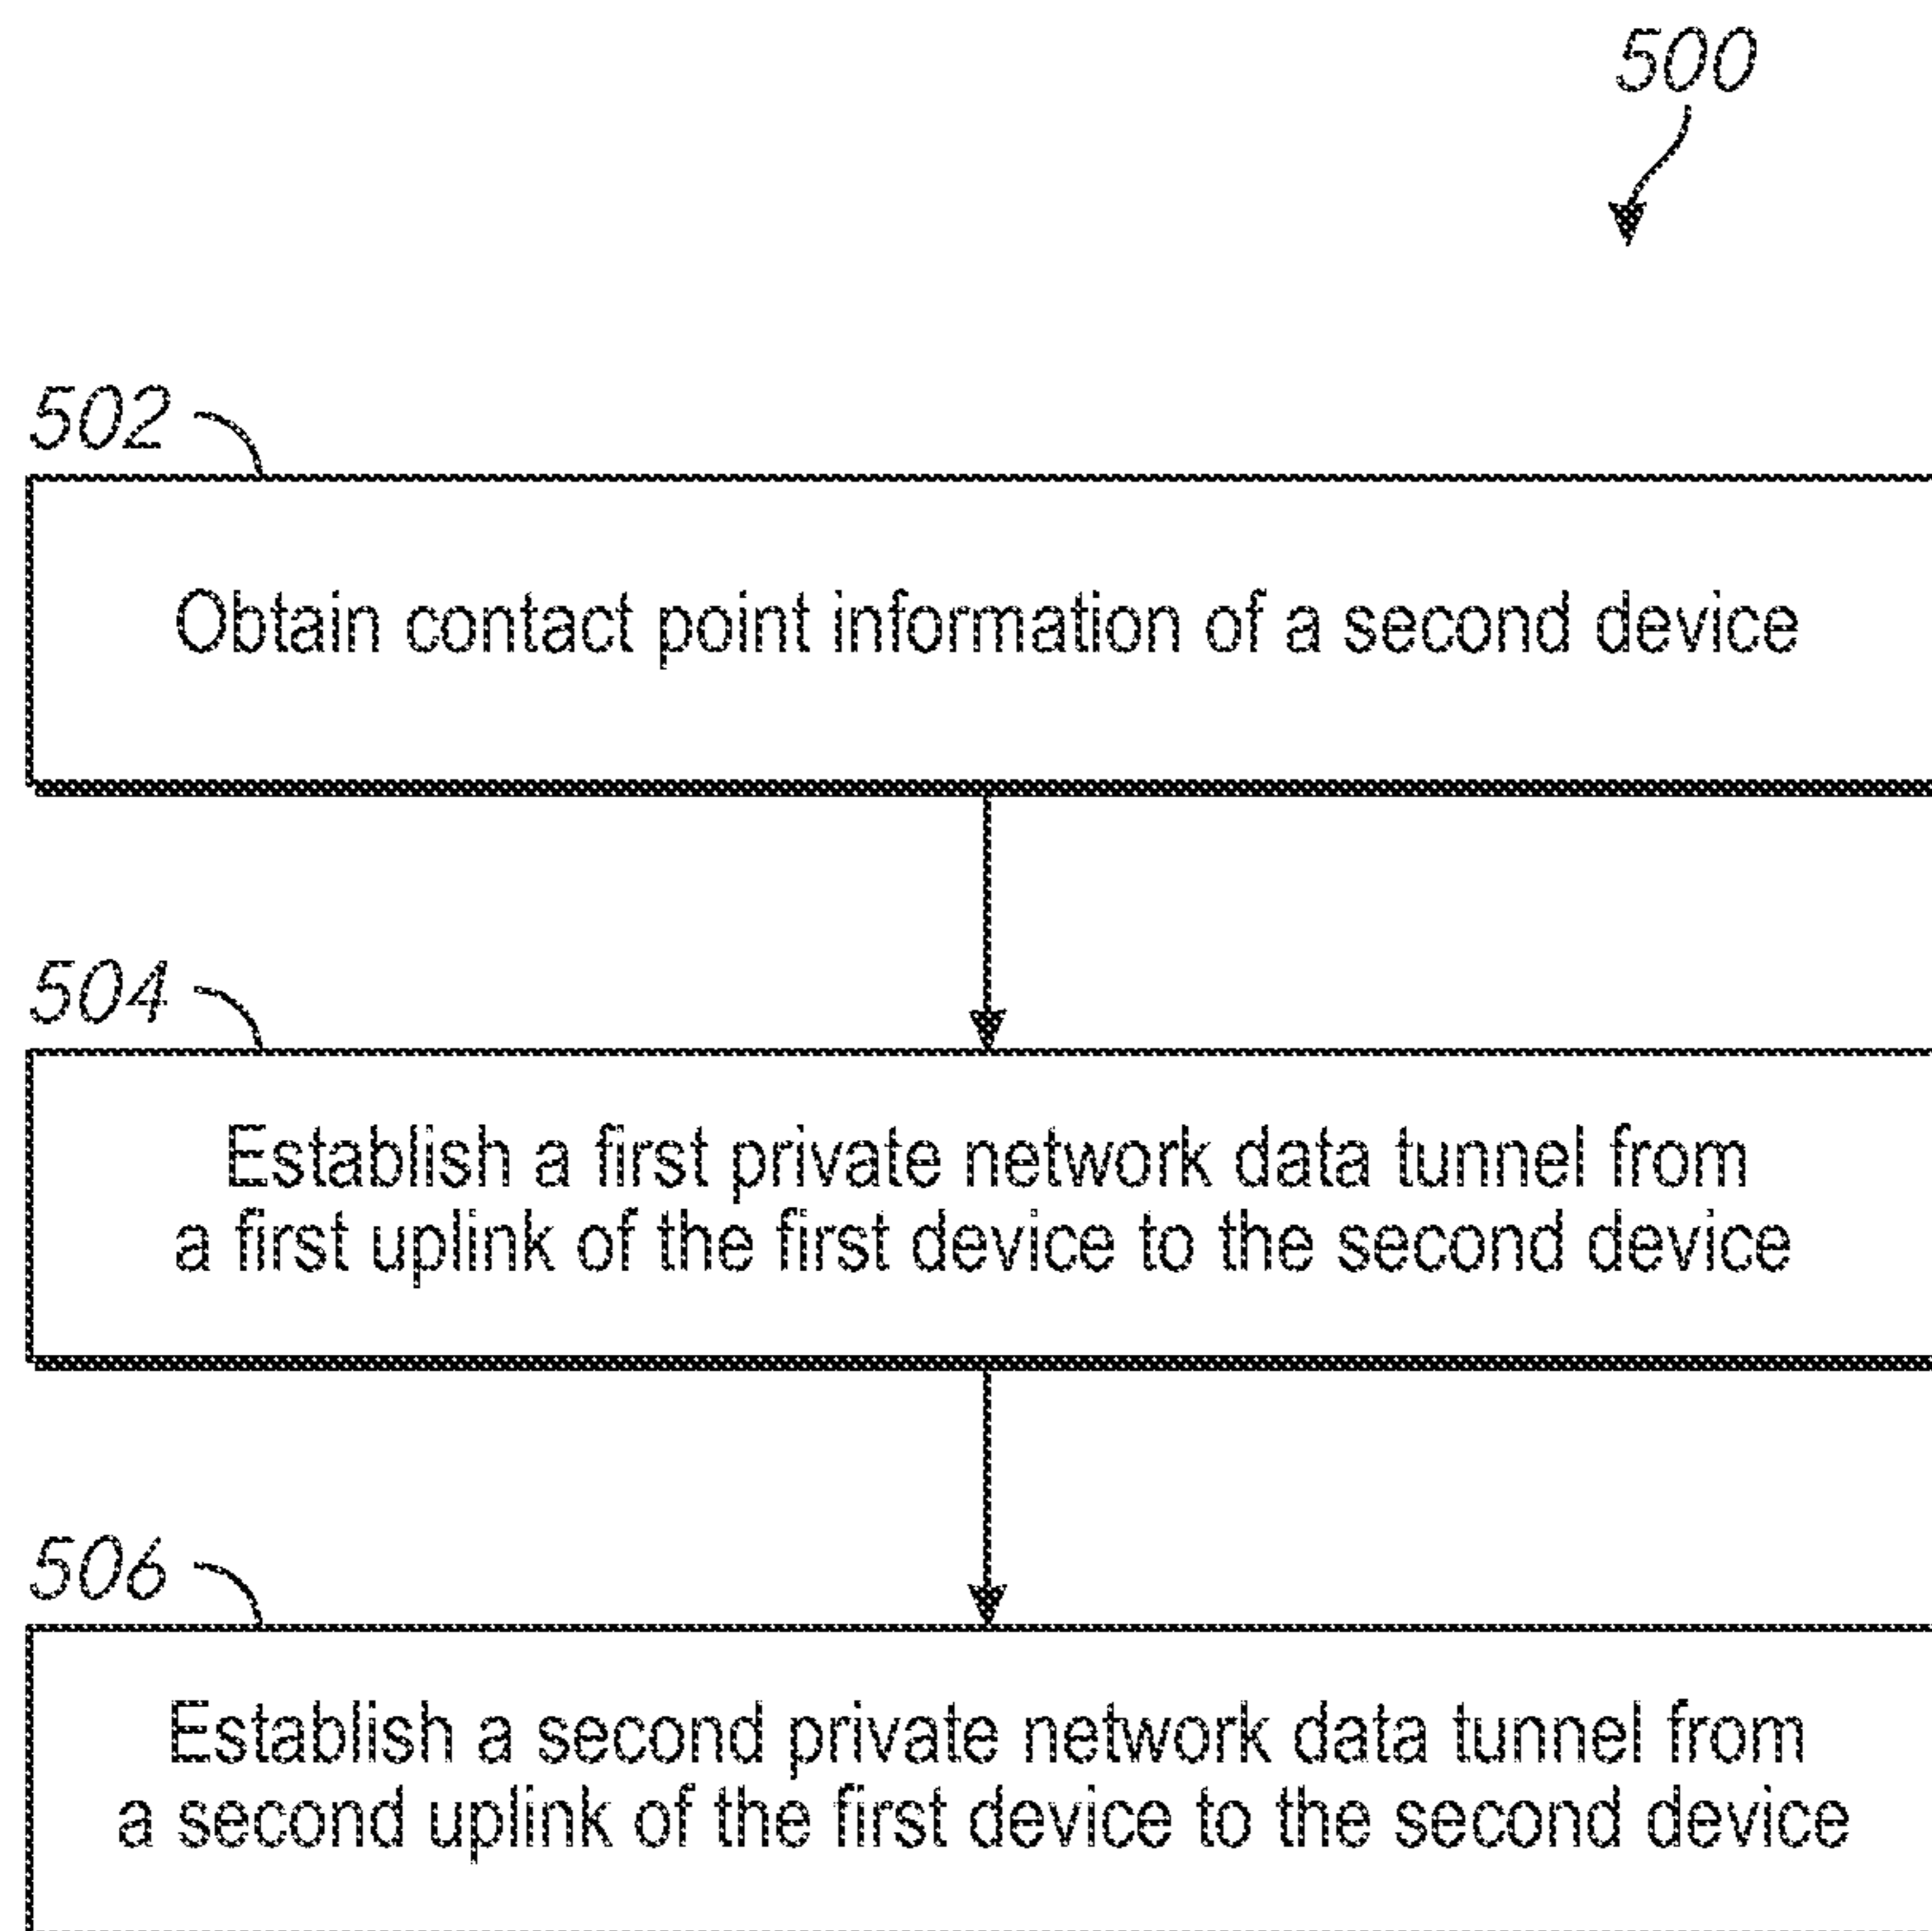 500
502
Obtain contact point information of a second device
504
Establish a first private network data tunnel from
a first uplink of the first device to the second device
506
Establish a second private network data tunnel from
a second uplink of the first device to the second device